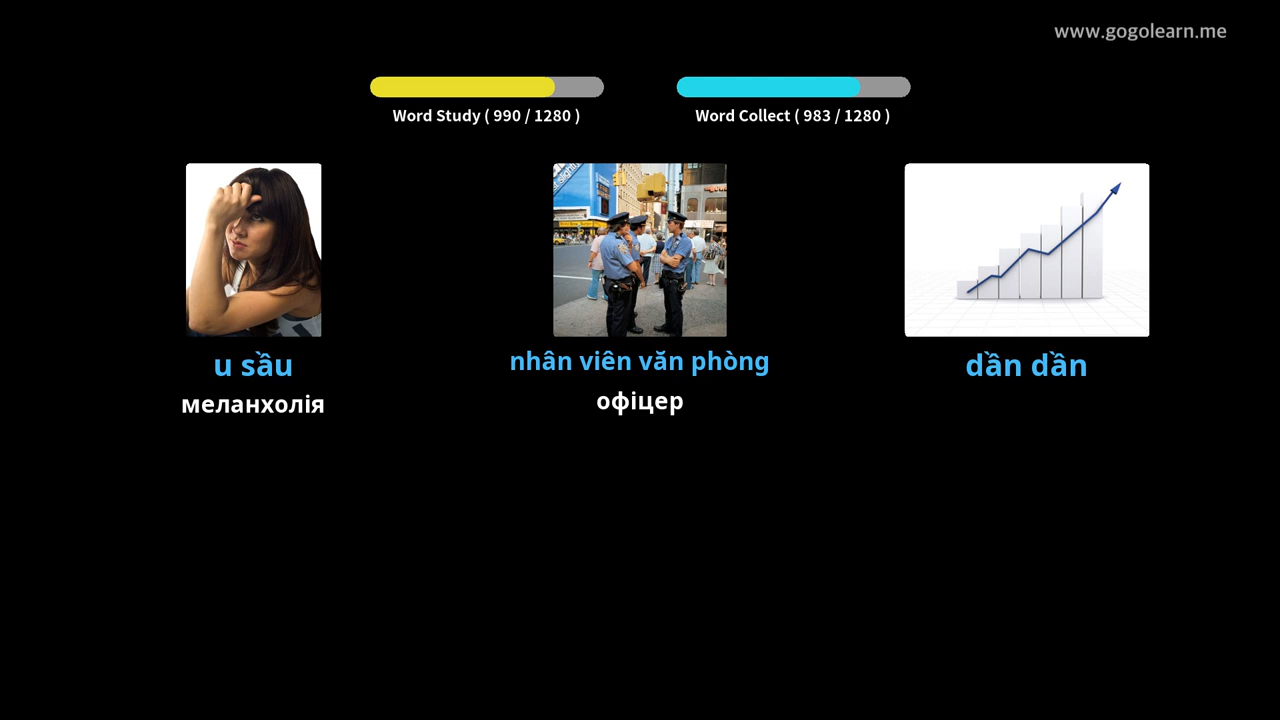 www.gogolearn.me
Word Study ( 990 / 1280 )
Word Collect ( 983 / 1280 )
u sầu
меланхолія
nhân viên văn phòng
офіцер
dần dần